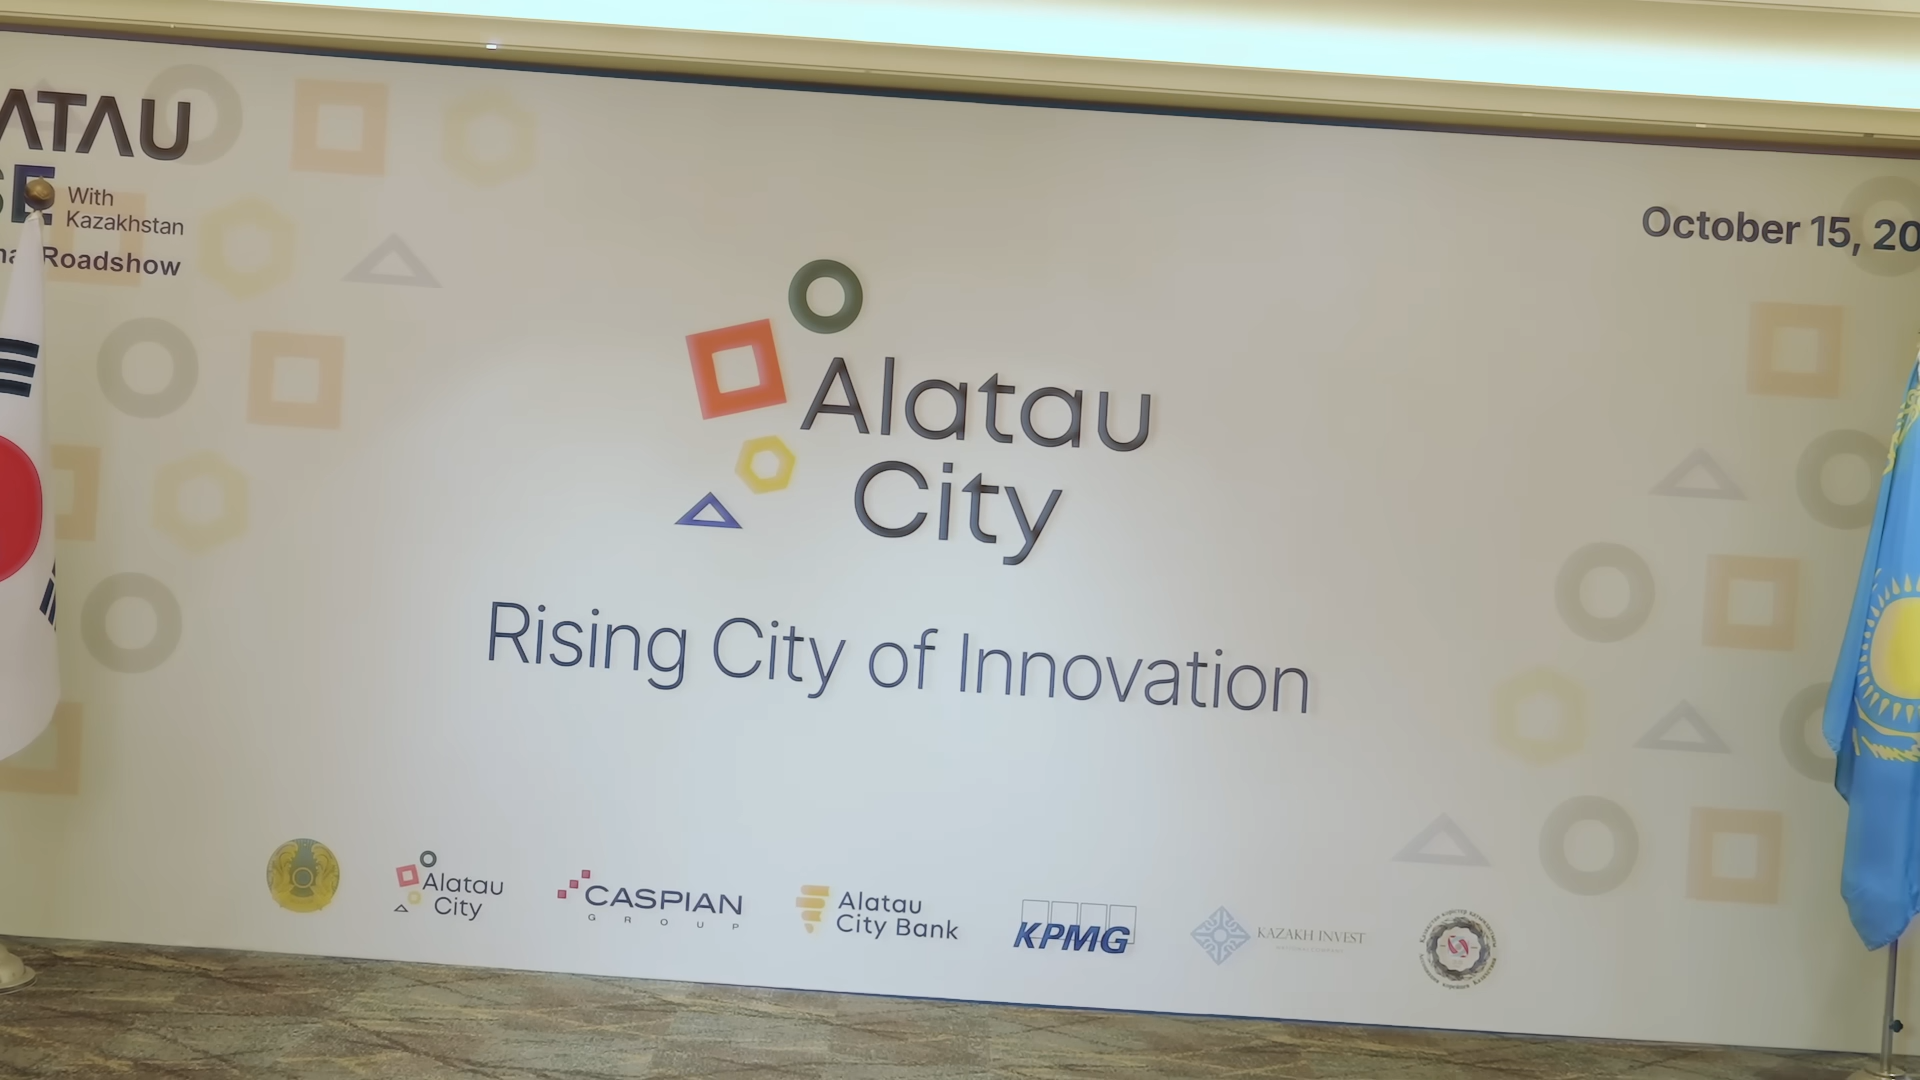 ATAU
With
Kazakhstan
Roadshow
October 15, 20
Alatau
City
Rising City of Innovation
Alatau
City
CASPIAN
GROUP
Alatau
City Bank
KPMG
KAZAKH INVEST